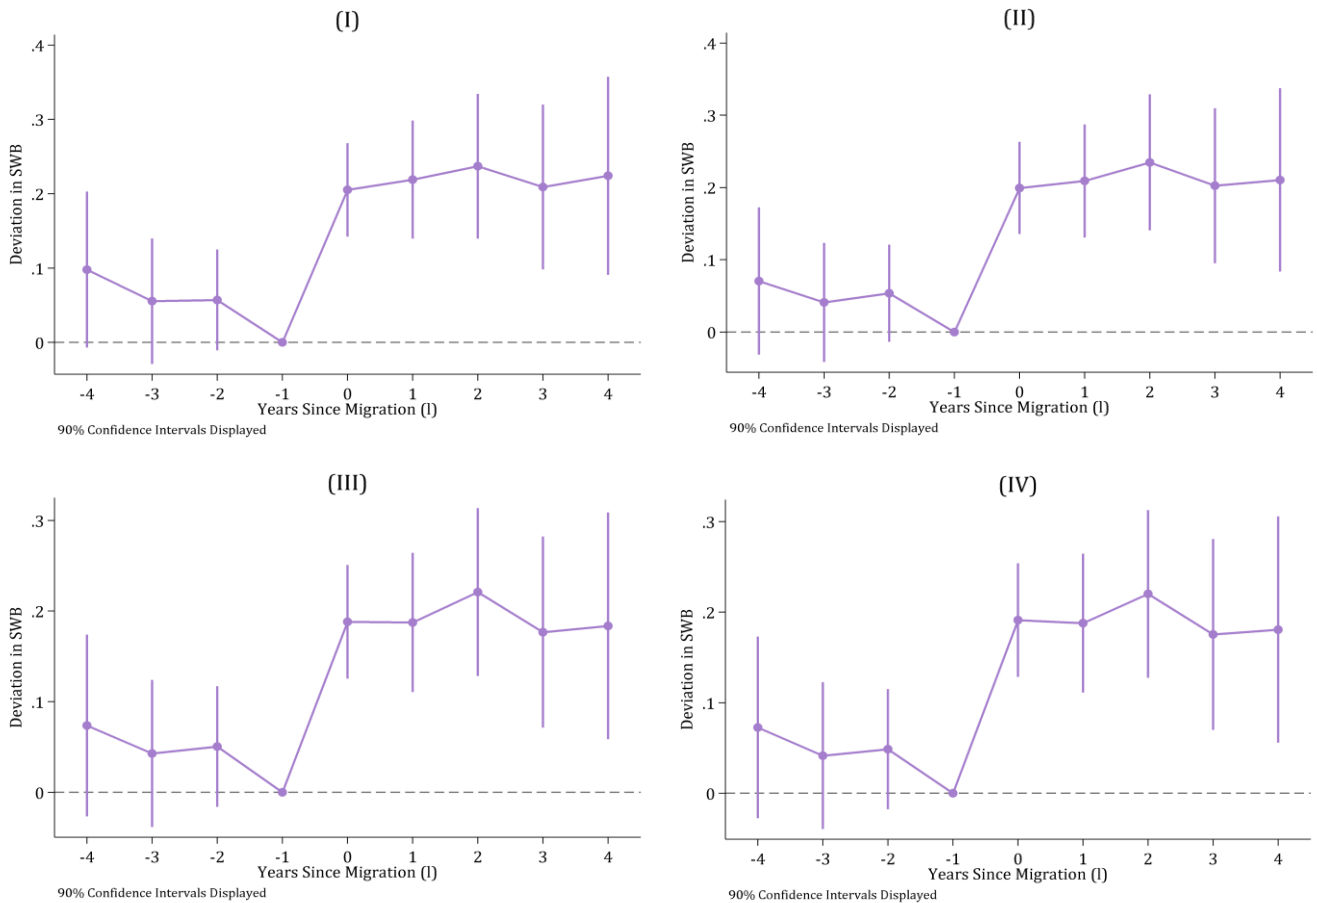 (I)
Deviation in SWB
.4
.3
.2
.1
0
-4 -3 -2 -1 0 1 2 3 4
Years Since Migration (l)
90% Confidence Intervals Displayed
(II)
Deviation in SWB
.4
.3
.2
.1
0
-4 -3 -2 -1 0 1 2 3 4
Years Since Migration (l)
90% Confidence Intervals Displayed
(III)
Deviation in SWB
.3
.2
.1
0
-4 -3 -2 -1 0 1 2 3 4
Years Since Migration (l)
90% Confidence Intervals Displayed
(IV)
Deviation in SWB
.3
.2
.1
0
-4 -3 -2 -1 0 1 2 3 4
Years Since Migration (l)
90% Confidence Intervals Displayed